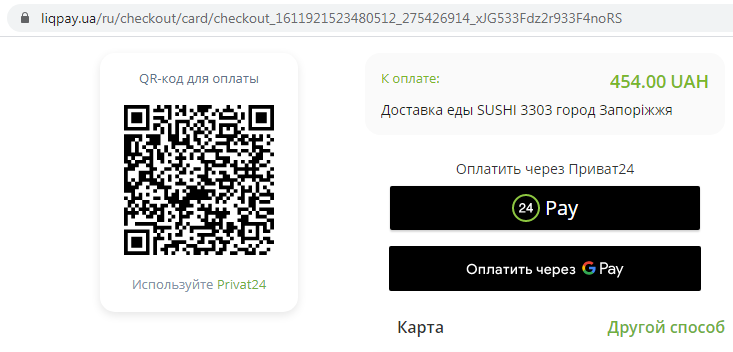 liqpay.ua/ru/checkout/card/checkout_1611921523480512_275426914_xJG533Fdz2r933F4noRS
QR-код для оплаты
Используйте Privat24
К оплате:
454.00 UAH
Доставка еды SUSHI 3303 город Запоріжжя
Оплатить через Приват24
24 Pay
Оплатить через G Pay
Карта
Другой способ